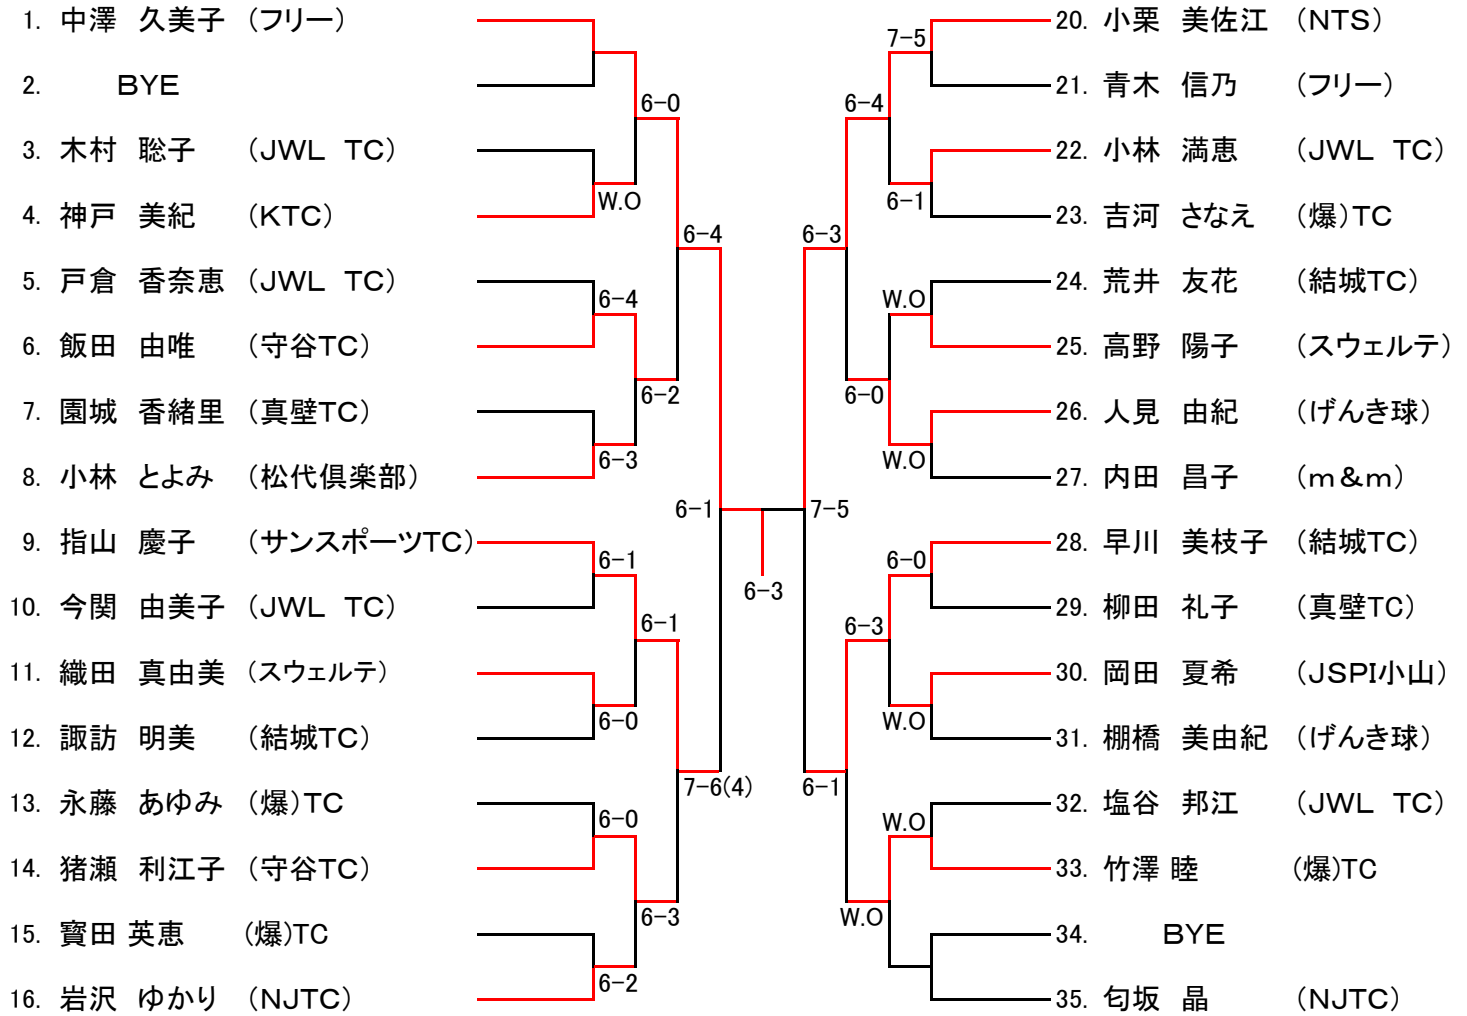 1. 中澤 久美子 (フリー)
2. BYE
3. 木村 聡子 (JWL TC)
4. 神戸 美紀 (KTC)
5. 戸倉 香奈恵 (JWL TC)
6. 飯田 由唯 (守谷TC)
7. 園城 香緒里 (真壁TC)
8. 小林 とよみ (松代倶楽部)
9. 指山 慶子 (サンスポーツTC)
10. 今関 由美子 (JWL TC)
11. 織田 真由美 (スウェルテ)
12. 諏訪 明美 (結城TC)
13. 永藤 あゆみ (爆)TC
14. 猪瀬 利江子 (守谷TC)
15. 寳田 英恵 (爆)TC
16. 岩沢 ゆかり (NJTC)
6-0
W.O
6-4
6-4
6-2
6-3
6-1
6-1
6-1
6-0
7-6(4)
6-0
6-3
6-2
6-3
7-5
6-4
6-1
6-3
W.O
6-0
W.O
7-5
6-0
6-3
W.O
6-1
W.O
W.O
20. 小栗 美佐江 (NTS)
21. 青木 信乃 (フリー)
22. 小林 満恵 (JWL TC)
23. 吉河 さなえ (爆)TC
24. 荒井 友花 (結城TC)
25. 高野 陽子 (スウェルテ)
26. 人見 由紀 (げんき球)
27. 内田 昌子 (m&m)
28. 早川 美枝子 (結城TC)
29. 柳田 礼子 (真壁TC)
30. 岡田 夏希 (JSPI小山)
31. 棚橋 美由紀 (げんき球)
32. 塩谷 邦江 (JWL TC)
33. 竹澤 睦 (爆)TC
34. BYE
35. 匂坂 晶 (NJTC)